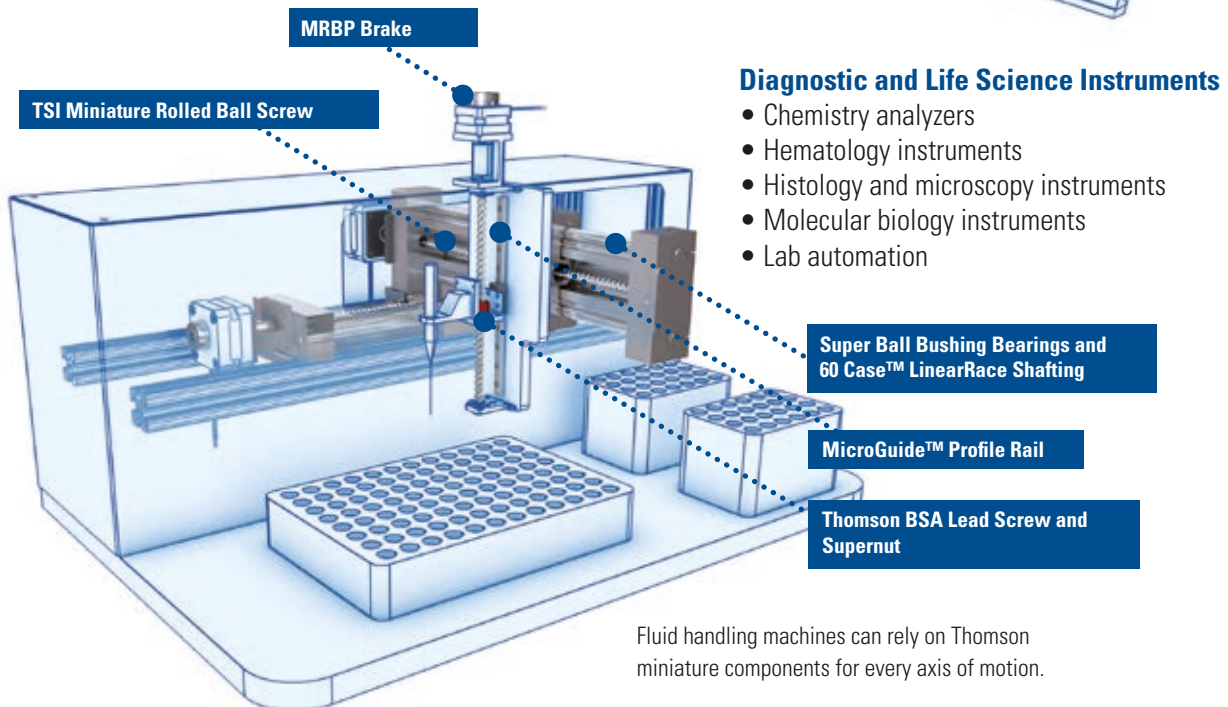 MRBP Brake
TSI Miniature Rolled Ball Screw
Diagnostic and Life Science Instruments
• Chemistry analyzers
• Hematology instruments
• Histology and microscopy instruments
• Molecular biology instruments
• Lab automation
Super Ball Bushing Bearings and
60 Case™ LinearRace Shafting
MicroGuide™ Profile Rail
Thomson BSA Lead Screw and
Supernut
Fluid handling machines can rely on Thomson
miniature components for every axis of motion.